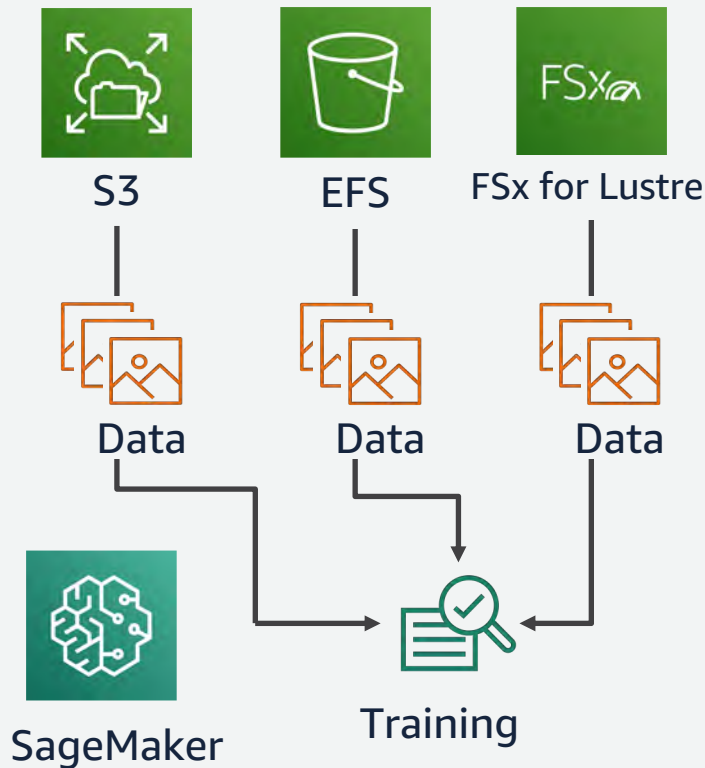 FSx
S3
EFS
FSx for Lustre
Data
Data
Data
SageMaker
Training